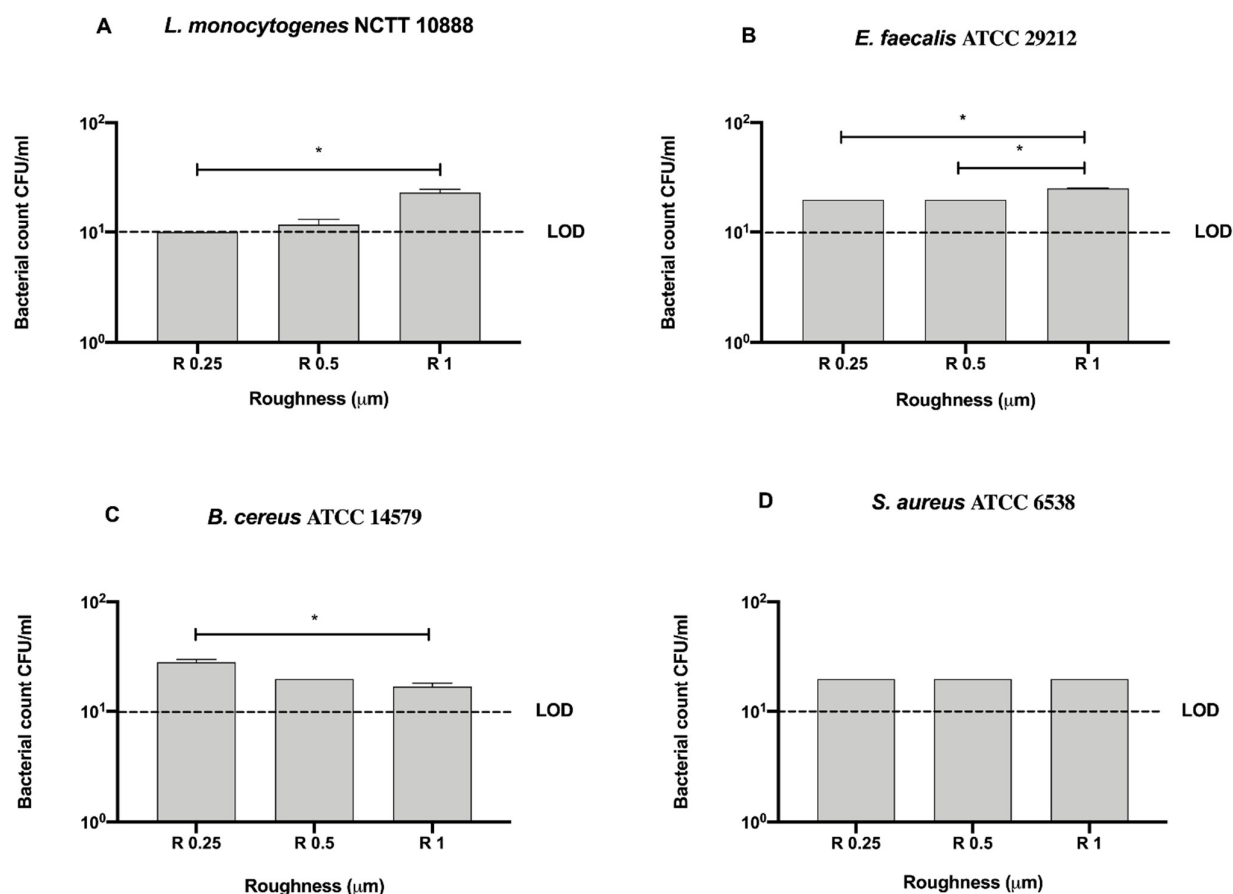 A L. monocytogenes NCTT 10888
Bacterial count CFU/ml
10²
10¹
10⁰
*
LOD
R 0.25 R 0.5 R 1
Roughness (μm)
B E. faecalis ATCC 29212
Bacterial count CFU/ml
10²
10¹
10⁰
*
*
LOD
R 0.25 R 0.5 R 1
Roughness (μm)
C B. cereus ATCC 14579
Bacterial count CFU/ml
10²
10¹
10⁰
*
LOD
R 0.25 R 0.5 R 1
Roughness (μm)
D S. aureus ATCC 6538
Bacterial count CFU/ml
10²
10¹
10⁰
LOD
R 0.25 R 0.5 R 1
Roughness (μm)